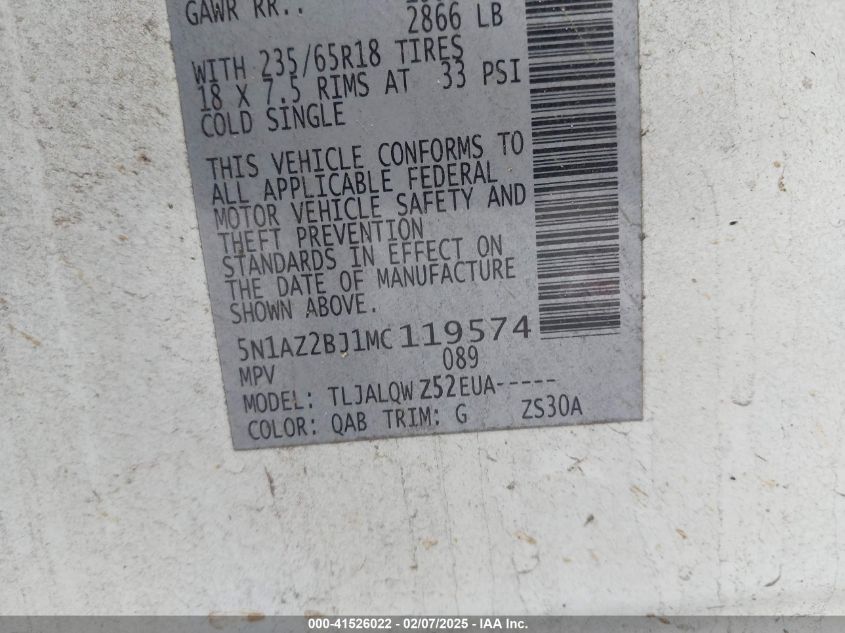 GAWR RR..
2866 LB
WITH 235/65R18 TIRES
18 X 7.5 RIMS AT 33 PSI
COLD SINGLE
THIS VEHICLE CONFORMS TO
ALL APPLICABLE FEDERAL
MOTOR VEHICLE SAFETY AND
THEFT PREVENTION
STANDARDS IN EFFECT ON
THE DATE OF MANUFACTURE
SHOWN ABOVE.
5N1AZ2BJ1MC119574
MPV 089
MODEL: TLJALQWZ52EUA-----
COLOR: QAB TRIM: G ZS30A
000-41526022 - 02/07/2025 - IAA Inc.